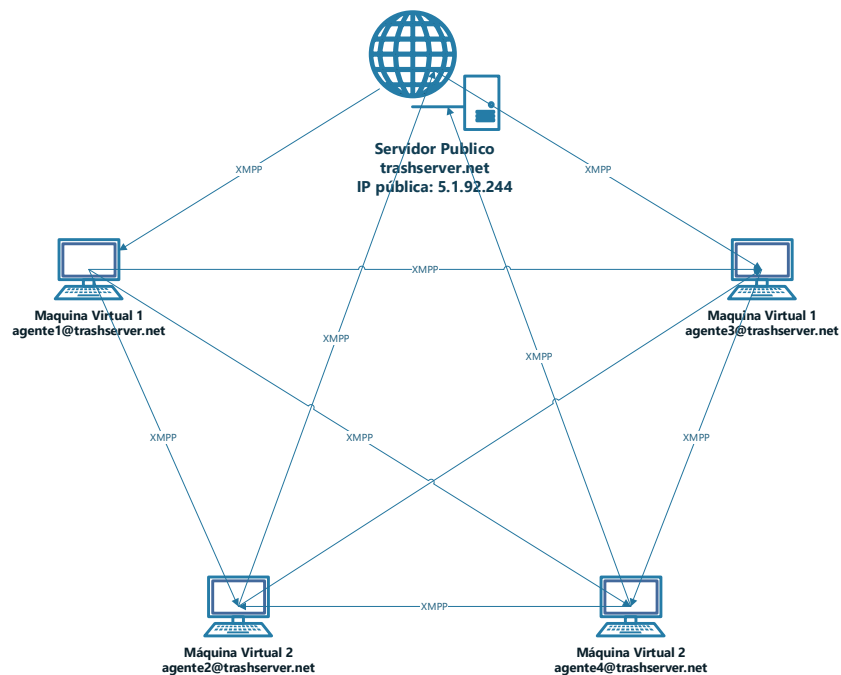 Servidor Publico
trashserver.net
IP pública: 5.1.92.244
XMPP
XMPP
XMPP
Maquina Virtual 1
agente1@trashserver.net
Maquina Virtual 1
agente3@trashserver.net
XMPP
XMPP
XMPP
XMPP
XMPP
XMPP
Máquina Virtual 2
agente2@trashserver.net
Máquina Virtual 2
agente4@trashserver.net